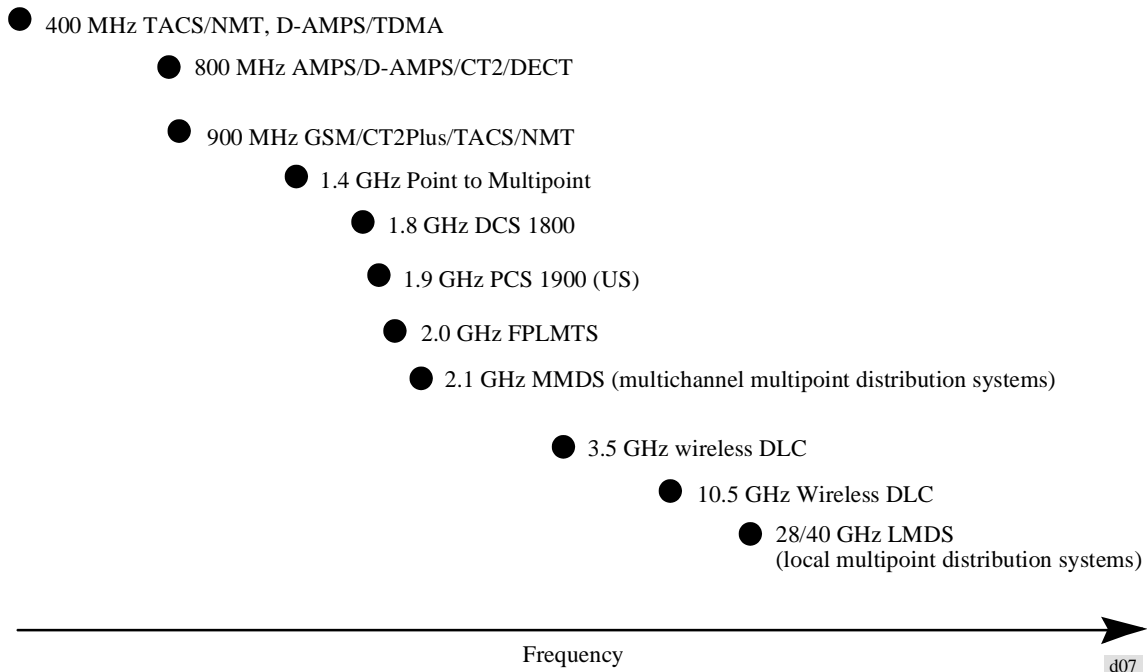 400 MHz TACS/NMT, D-AMPS/TDMA
800 MHz AMPS/D-AMPS/CT2/DECT
900 MHz GSM/CT2Plus/TACS/NMT
1.4 GHz Point to Multipoint
1.8 GHz DCS 1800
1.9 GHz PCS 1900 (US)
2.0 GHz FPLMTS
2.1 GHz MMDS (multichannel multipoint distribution systems)
3.5 GHz wireless DLC
10.5 GHz Wireless DLC
28/40 GHz LMDS
(local multipoint distribution systems)
Frequency
d07